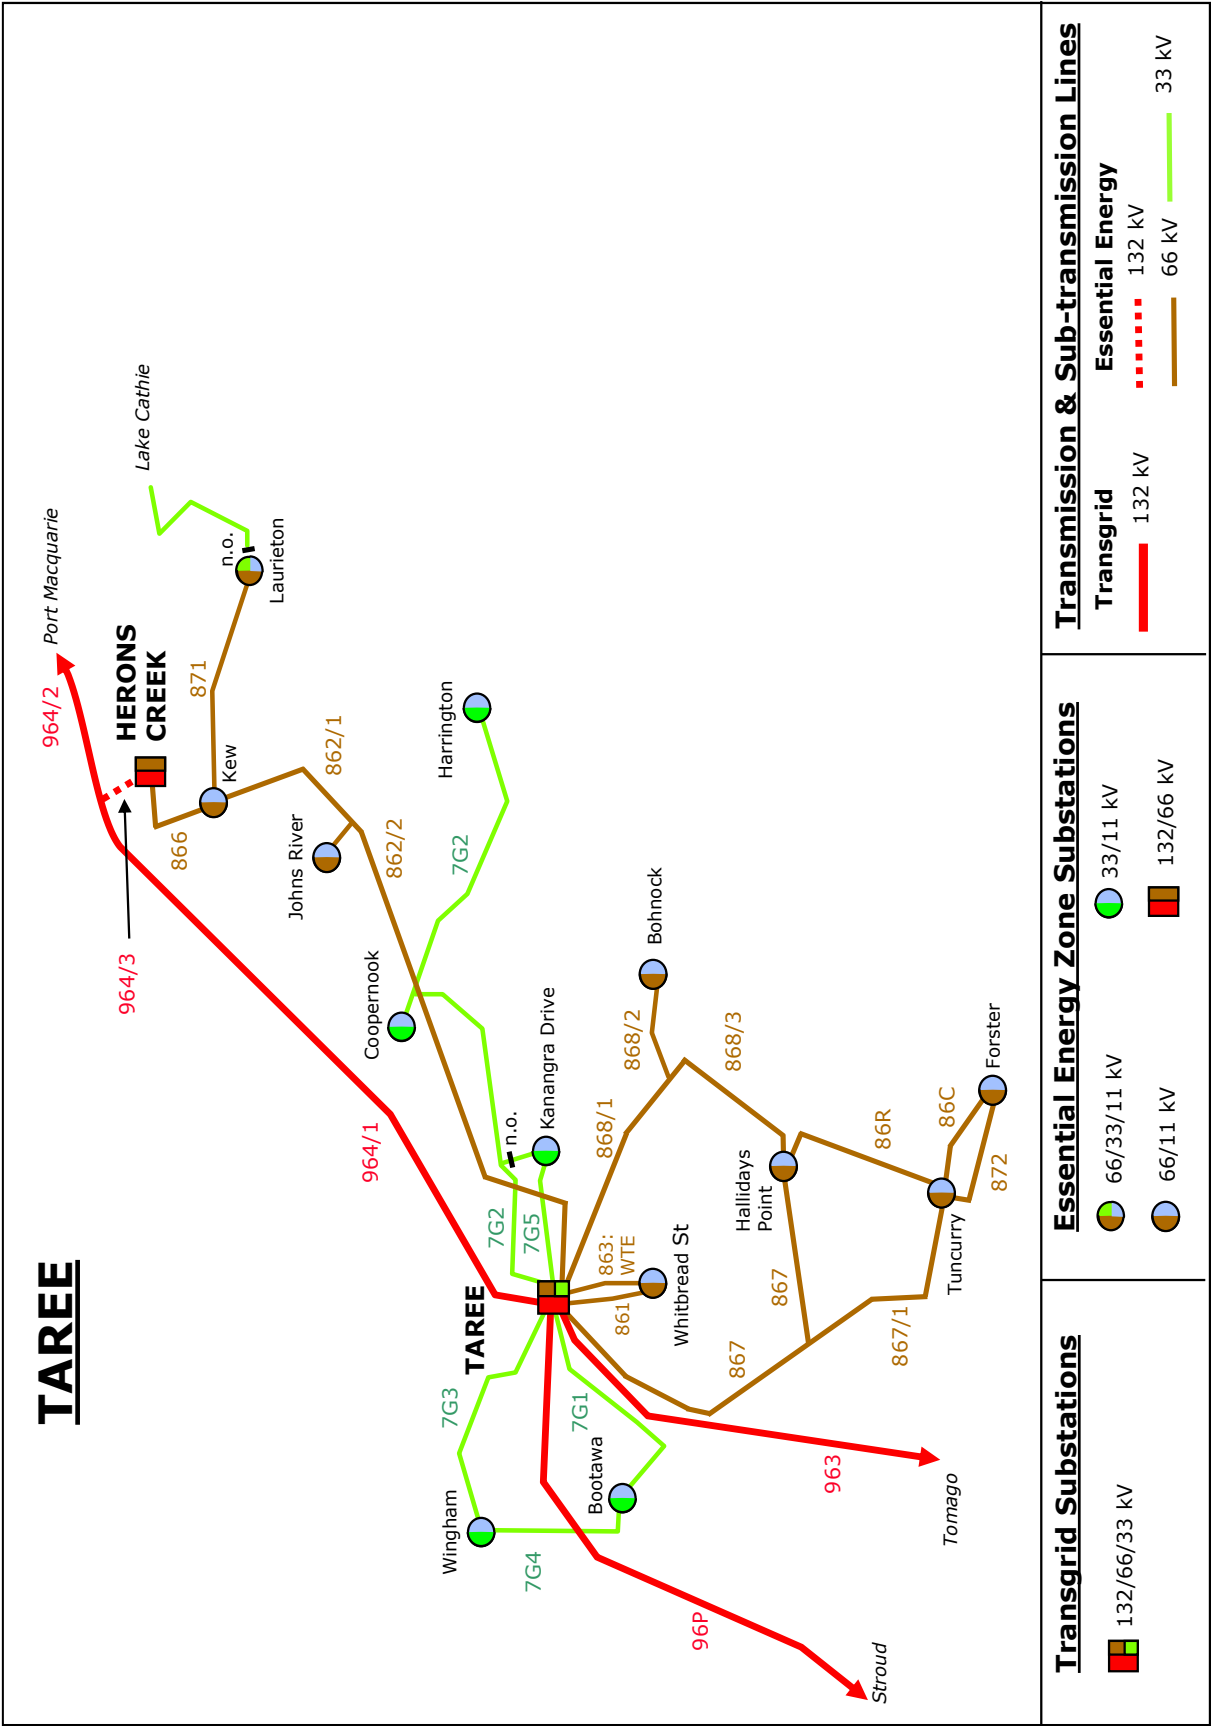 TAREE
Port Macquarie
964/2
Lake Cathie
HERONS
CREEK
n.o.
Laurieton
871
Kew
866
862/1
964/3
Johns River
862/2
Harrington
7G2
Coopernook
964/1
Kanangra Drive
n.o.
7G2
7G5
Bohnock
868/2
868/1
868/3
Forster
86C
86R
872
Hallidays
Point
Tuncurry
863:
WTE
861
Whitbread St
867
867
867/1
TAREE
7G3
7G1
Bootawa
Wingham
7G4
963
Tomago
96P
Stroud
Transgrid Substations
132/66/33 kV
Essential Energy Zone Substations
66/33/11 kV
33/11 kV
66/11 kV
132/66 kV
Transmission & Sub-transmission Lines
Transgrid
Essential Energy
132 kV
132 kV
66 kV
33 kV